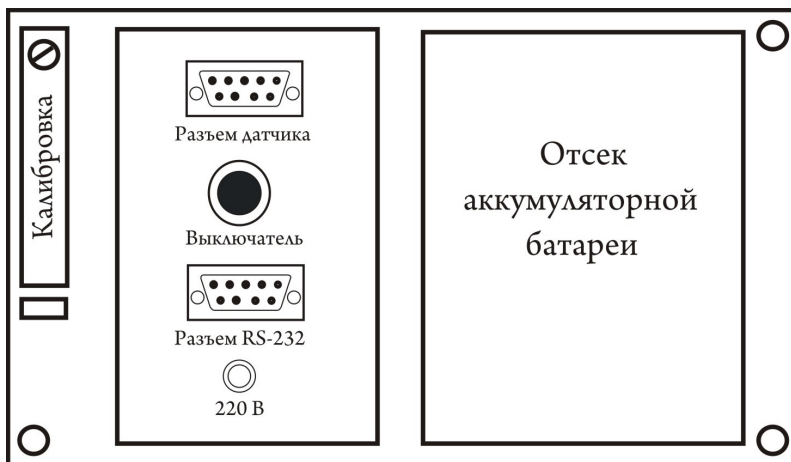 Калибровка
Разъем датчика
Выключатель
Разъем RS-232
220 В
Отсек
аккумуляторной
батареи